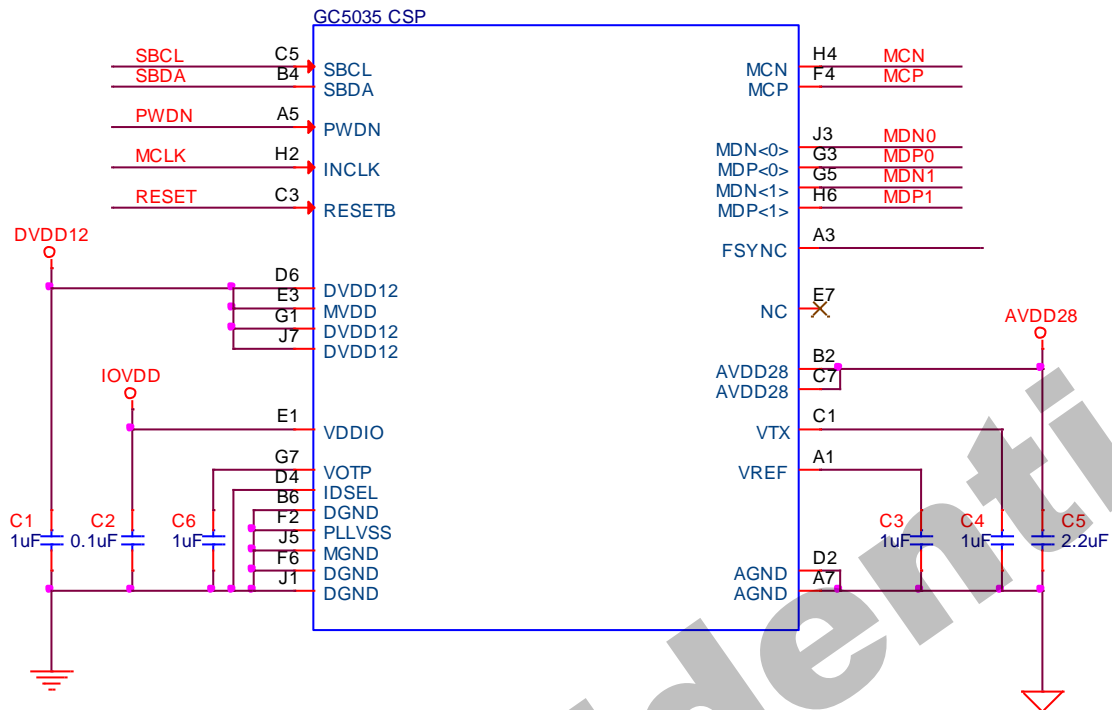 GC5035 CSP
SBCL C5 SBCL
SBDA B4 SBDA
PWDN A5 PWDN
MCLK H2 INCLK
RESET C3 RESETB
DVDD12
D6 DVDD12
E3 MVDD
G1 DVDD12
J7 DVDD12
IOVDD
E1 VDDIO
G7 VOTP
D4 IDSEL
B6 DGND
F2 PLLVSS
J5 MGND
F6 DGND
J1 DGND
C1 C2 C6
1uF 0.1uF 1uF
MCN H4 MCN
MCP F4 MCP
MDN<0> J3 MDN0
MDP<0> G3 MDP0
MDN<1> G5 MDN1
MDP<1> H6 MDP1
FSYNC A3
NC E7
AVDD28
AVDD28 B2
AVDD28 C7
VTX C1
VREF A1
C3 C4 C5
1uF 1uF 2.2uF
AGND D2
AGND A7